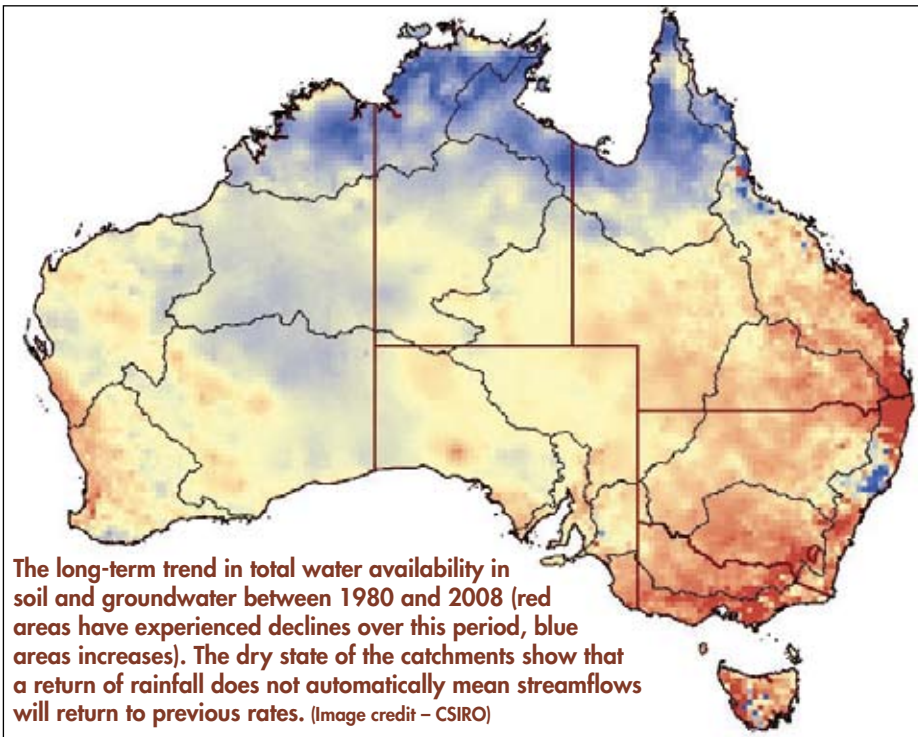 The long-term trend in total water availability in
soil and groundwater between 1980 and 2008 (red
areas have experienced declines over this period, blue
areas increases). The dry state of the catchments show that
a return of rainfall does not automatically mean streamflows
will return to previous rates. (Image credit – CSIRO)